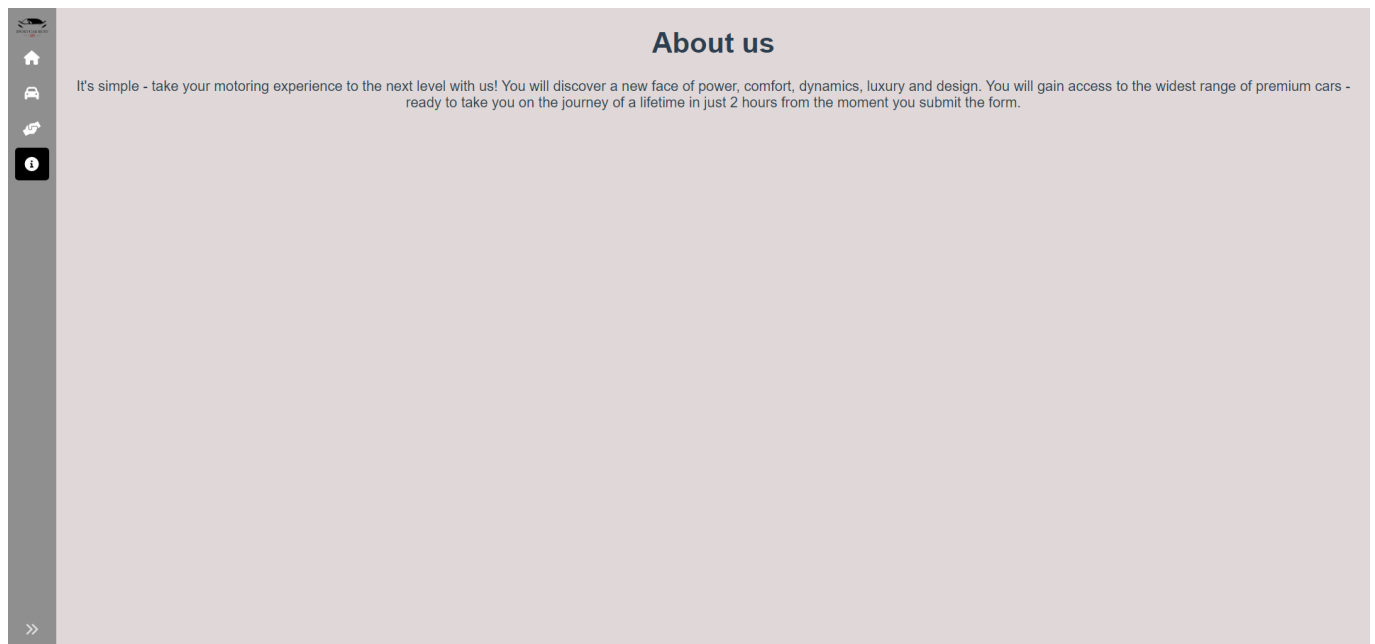 About us
It's simple - take your motoring experience to the next level with us! You will discover a new face of power, comfort, dynamics, luxury and design. You will gain access to the widest range of premium cars -
ready to take you on the journey of a lifetime in just 2 hours from the moment you submit the form.